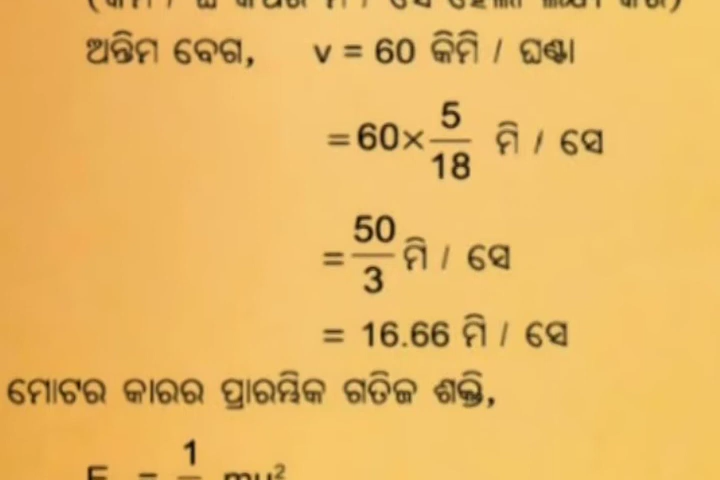 ଅନ୍ତିମ ବେଗ, v = 60 କିମି / ଘଣ୍ଟା
= 60 × 5/18 ମି / ସେ
= 50/3 ମି / ସେ
= 16.66 ମି / ସେ
ମୋଟର କାରର ପ୍ରାରମ୍ଭିକ ଗତିଜ ଶକ୍ତି,